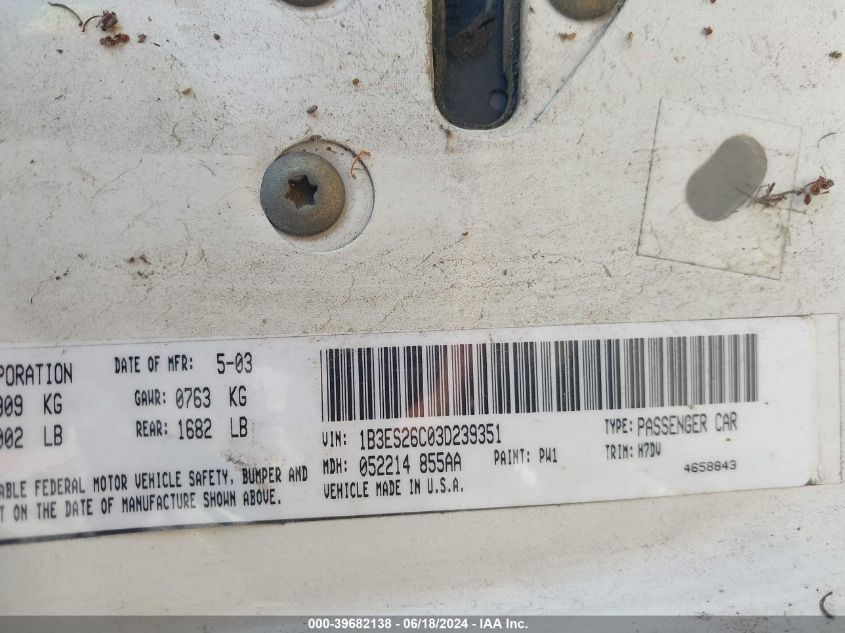 PORATION DATE OF MFR: 5-03
909 KG GAWR: 0763 KG
002 LB REAR: 1682 LB
VIN: 1B3ES26C03D239351 TYPE: PASSENGER CAR
MDH: 052214 855AA PAINT: PW1 TRIM: H7DV
VEHICLE MADE IN U.S.A. 4658843
ABLE FEDERAL MOTOR VEHICLE SAFETY, BUMPER AND
T ON THE DATE OF MANUFACTURE SHOWN ABOVE.
000-39682138 - 06/18/2024 - IAA Inc.